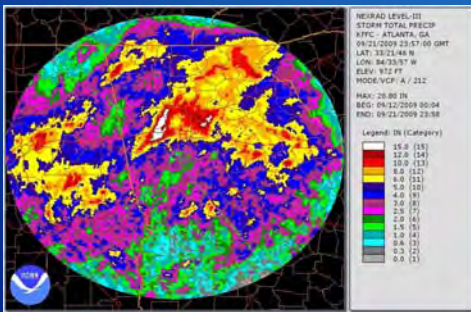 NEXRAD LEVEL-III
STORM TOTAL PRECIP
KFFC - ATLANTA, GA
09/21/2009 23:57:00 GMT
LAT: 33/21/46 N
LON: 84/33/57 W
ELEV: 972 FT
MODE/VCP: A / 212
MAX: 20.80 IN
BEG: 09/12/2009 00:04
END: 09/21/2009 23:58
Legend: IN (Category)
15.0 (15)
12.0 (14)
10.0 (13)
8.0 (12)
6.0 (11)
5.0 (10)
4.0 (9)
3.0 (8)
2.5 (7)
2.0 (6)
1.5 (5)
1.0 (4)
0.6 (3)
0.3 (2)
0.0 (1)
NOAA